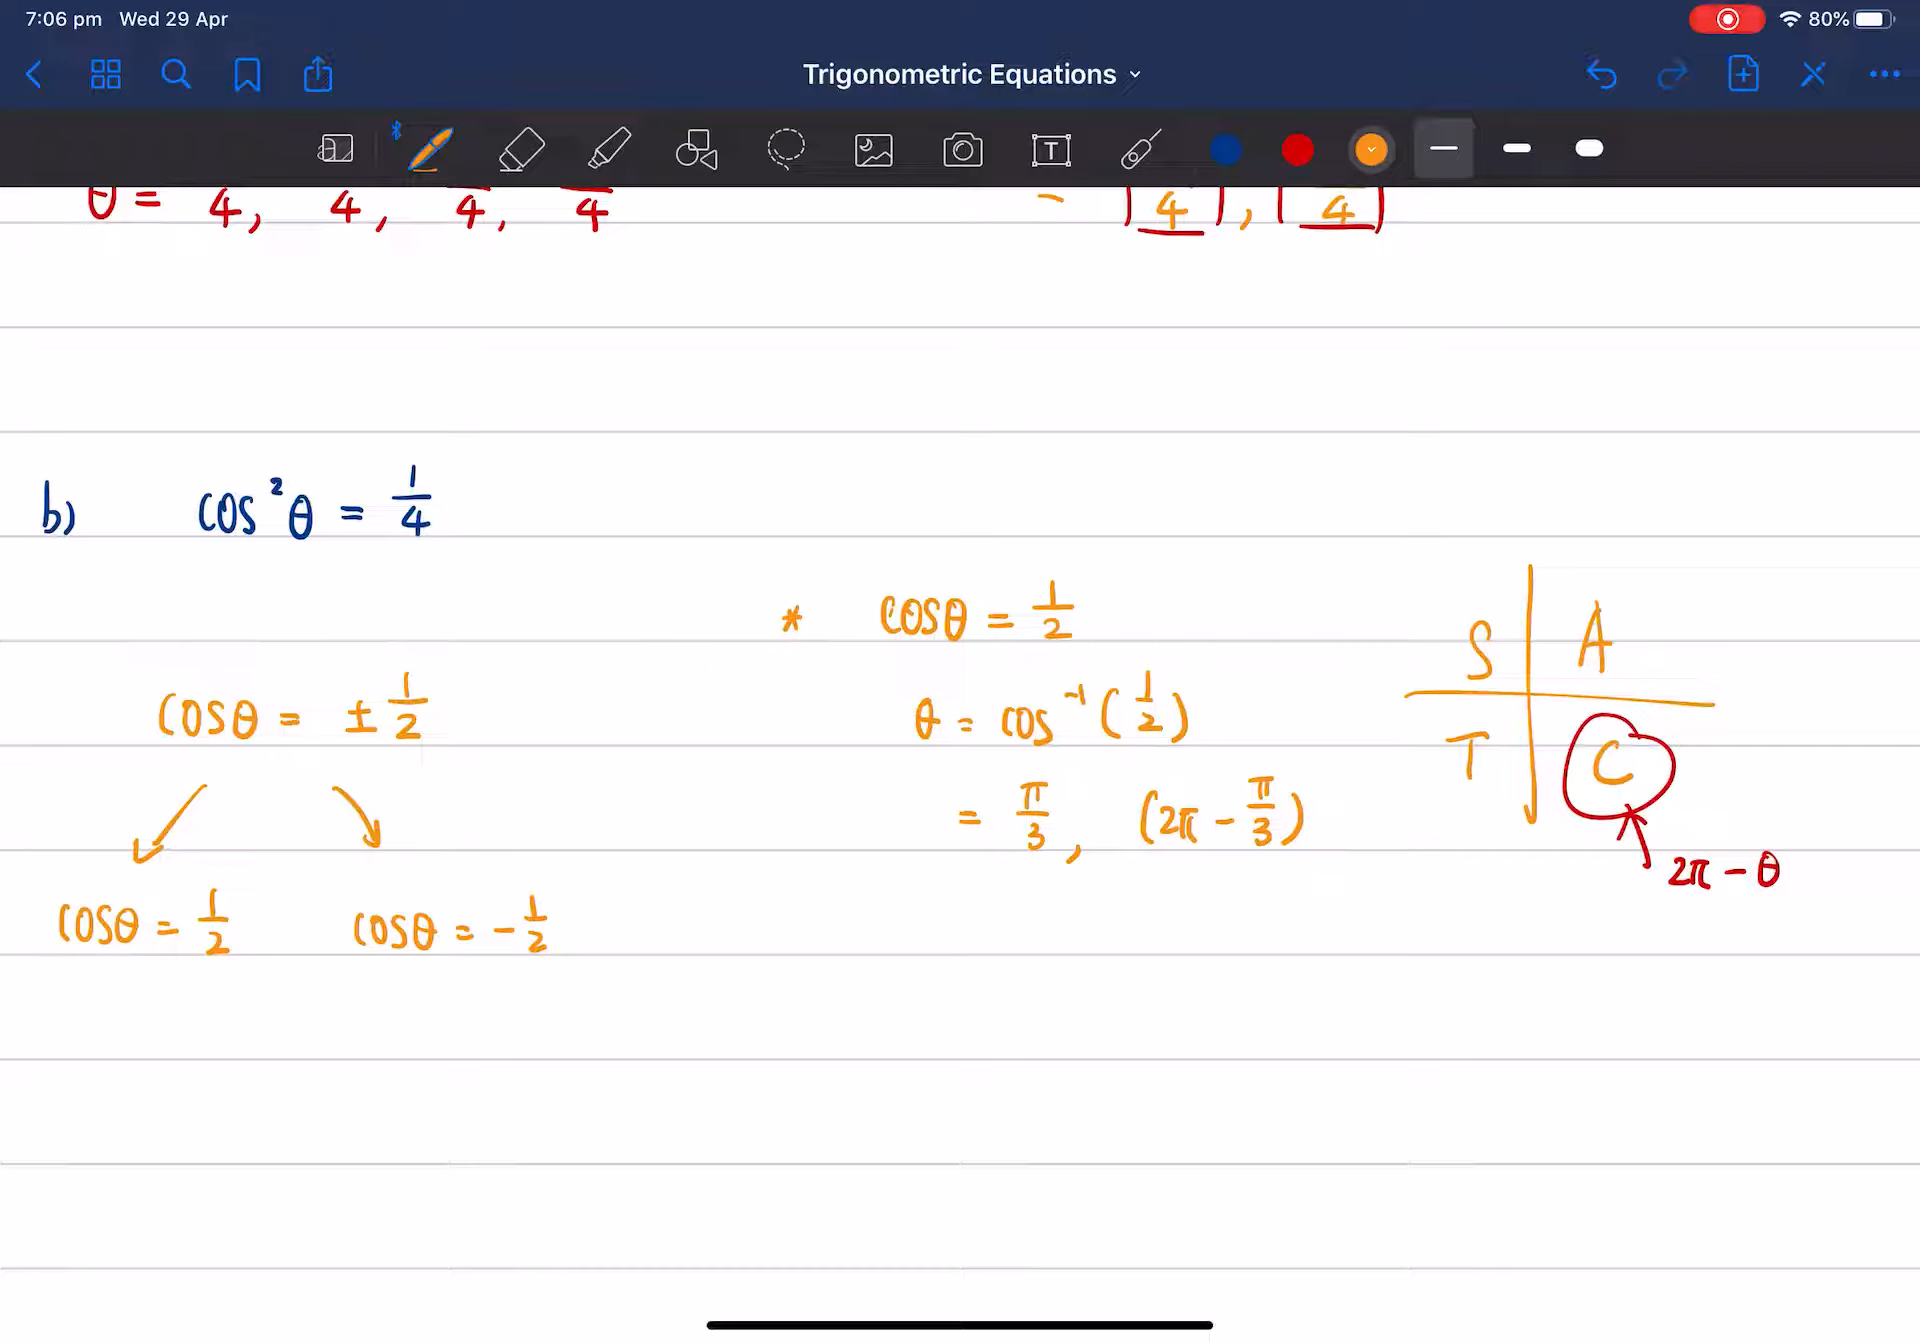 7:06 pm Wed 29 Apr 80%
Trigonometric Equations
a T
θ = 4, 4, 4, 4 4 , 4
b) cos²θ = 1/4
* cosθ = 1/2
S A
cosθ = ± 1/2
θ = cos⁻¹(1/2)
T C
= π/3, (2π - π/3)
2π - θ
cosθ = 1/2 cosθ = -1/2